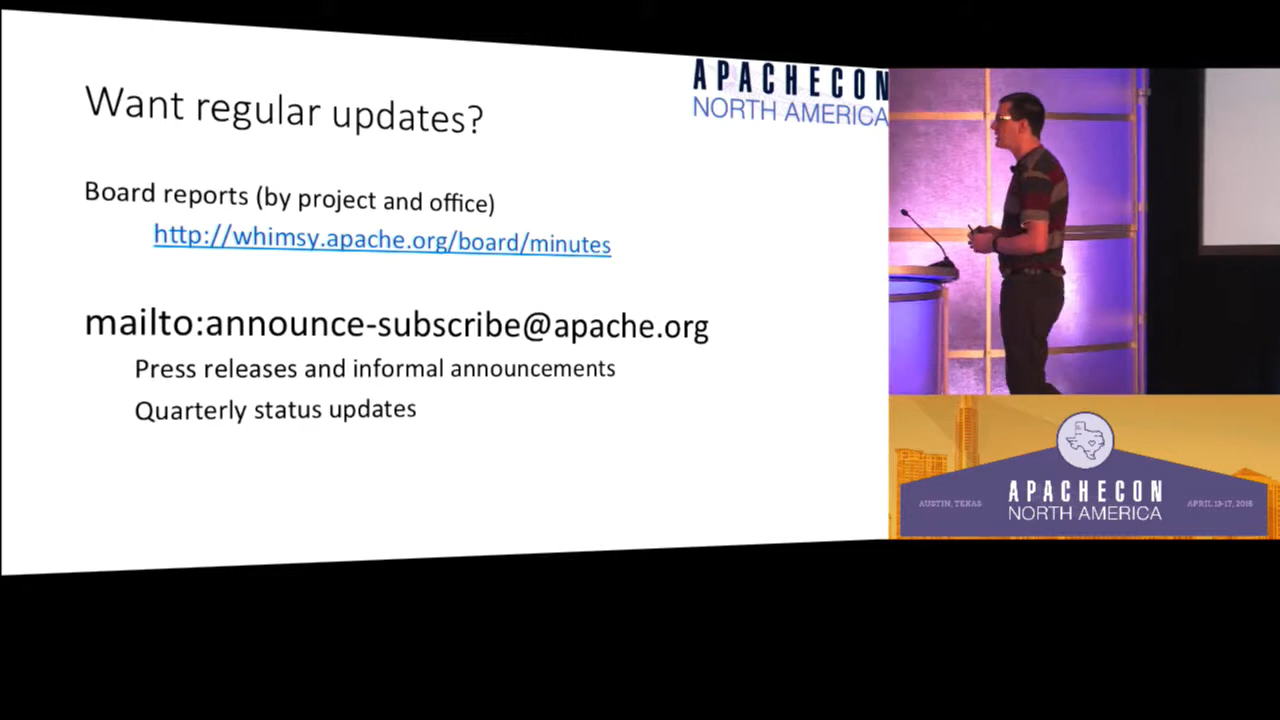 Want regular updates?
APACHECON
NORTH AMERICA
Board reports (by project and office)
http://whimsy.apache.org/board/minutes
mailto:announce-subscribe@apache.org
Press releases and informal announcements
Quarterly status updates
AUSTIN, TEXAS
APACHECON
NORTH AMERICA
APRIL 13-17, 2015